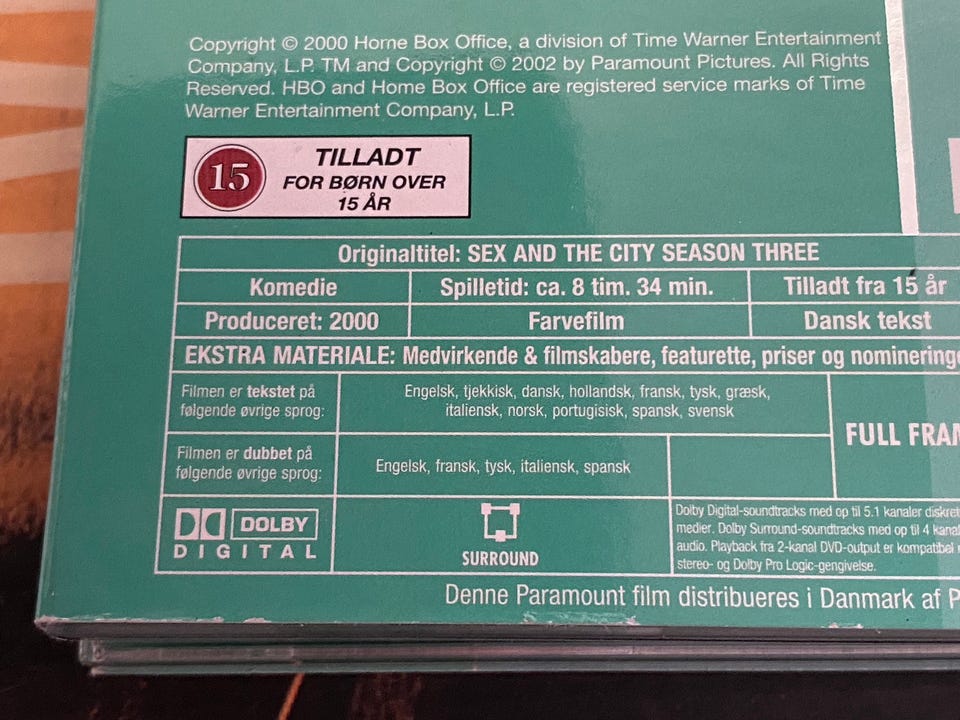 Copyright © 2000 Home Box Office, a division of Time Warner Entertainment
Company, L.P. TM and Copyright © 2002 by Paramount Pictures. All Rights
Reserved. HBO and Home Box Office are registered service marks of Time
Warner Entertainment Company, L.P.
15
TILLADT
FOR BØRN OVER
15 ÅR
Originaltitel: SEX AND THE CITY SEASON THREE
Komedie Spilletid: ca. 8 tim. 34 min. Tilladt fra 15 år
Produceret: 2000 Farvefilm Dansk tekst
EKSTRA MATERIALE: Medvirkende & filmskabere, featurette, priser og
Filmen er tekstet på
følgende øvrige sprog:
Engelsk, tjekkisk, dansk, hollandsk, fransk, tysk, græsk,
italiensk, norsk, portugisisk, spansk, svensk
FULL
Filmen er dubbet på
følgende øvrige sprog:
Engelsk, fransk, tysk, italiensk, spansk
DOLBY
DIGITAL
SURROUND
Dolby Digital-soundtracks med op til 5.1 kanaler
medier. Dolby Surround-soundtracks med op til 4
audio. Playback fra 2-kanal DVD-output er kompatibel
stereo- og Dolby Pro Logic-gengivelse.
Denne Paramount film distribueres i Danmark af